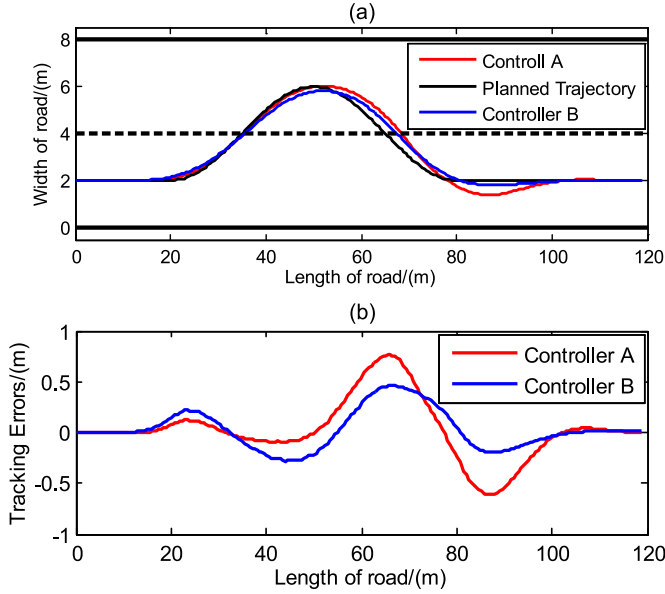 (a)
8
6
4
2
0
Width of road/(m)
Controll A
Planned Trajectory
Controller B
0 20 40 60 80 100 120
Length of road/(m)
(b)
1
0.5
0
-0.5
-1
Tracking Errors/(m)
Controller A
Controller B
0 20 40 60 80 100 120
Length of road/(m)